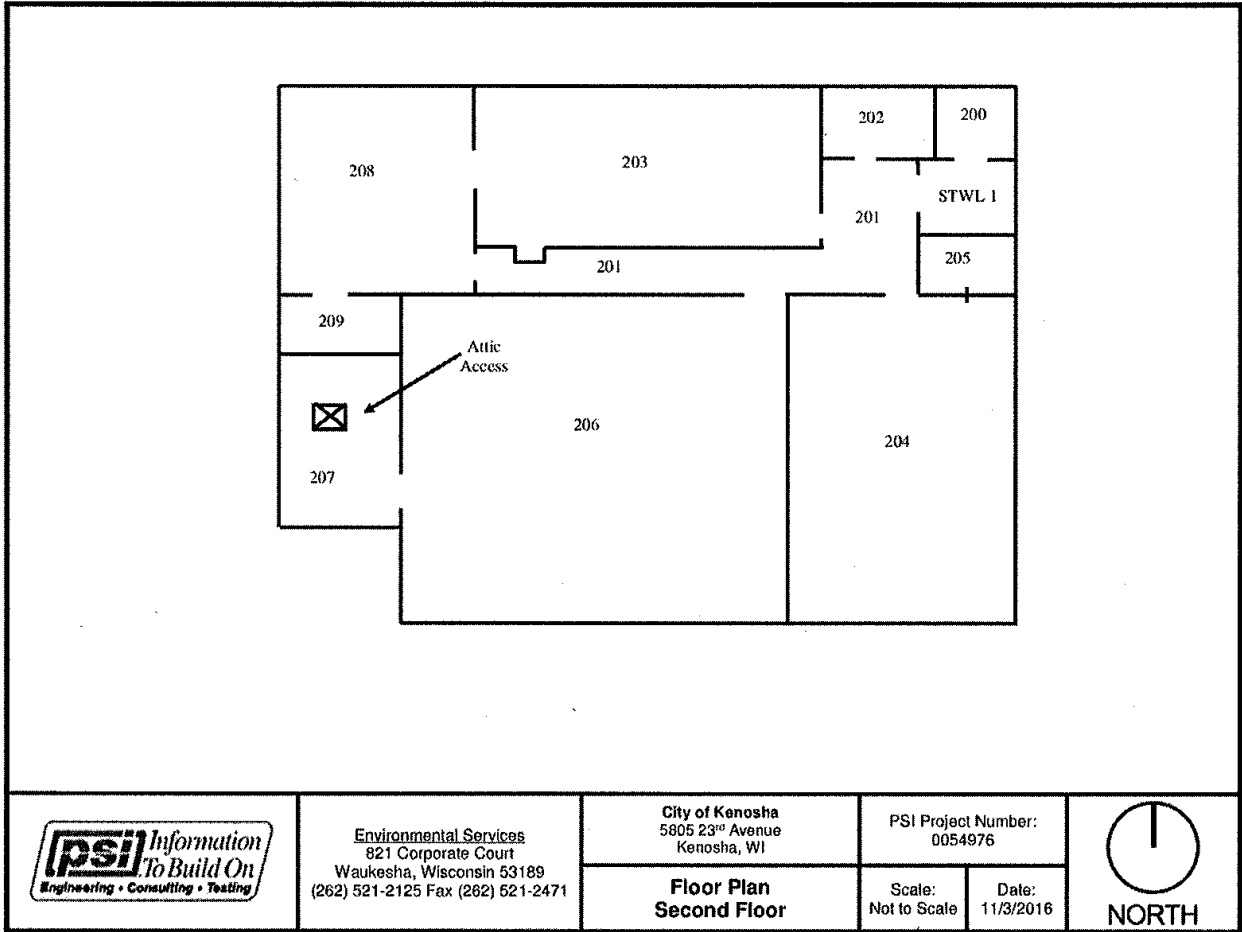 202
200
208
203
STWL 1
201
205
201
209
Attic
Access
206
204
207
psi Information
To Build On
Engineering • Consulting • Testing
Environmental Services
821 Corporate Court
Waukesha, Wisconsin 53189
(262) 521-2125 Fax (262) 521-2471
City of Kenosha
5805 23rd Avenue
Kenosha, WI
Floor Plan
Second Floor
PSI Project Number:
0054976
Scale:
Not to Scale
Date:
11/3/2016
NORTH